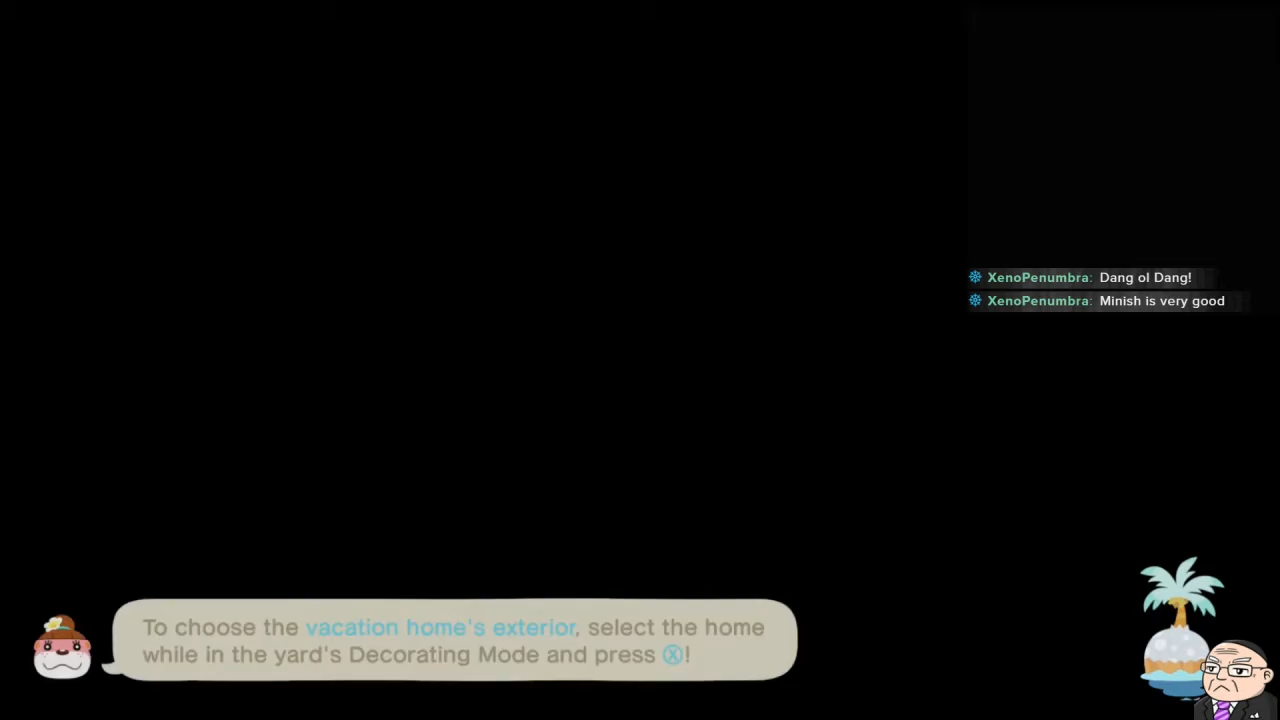 XenoPenumbra: Dang ol Dang!
XenoPenumbra: Minish is very good
To choose the vacation home's exterior, select the home
while in the yard's Decorating Mode and press Ⓧ!